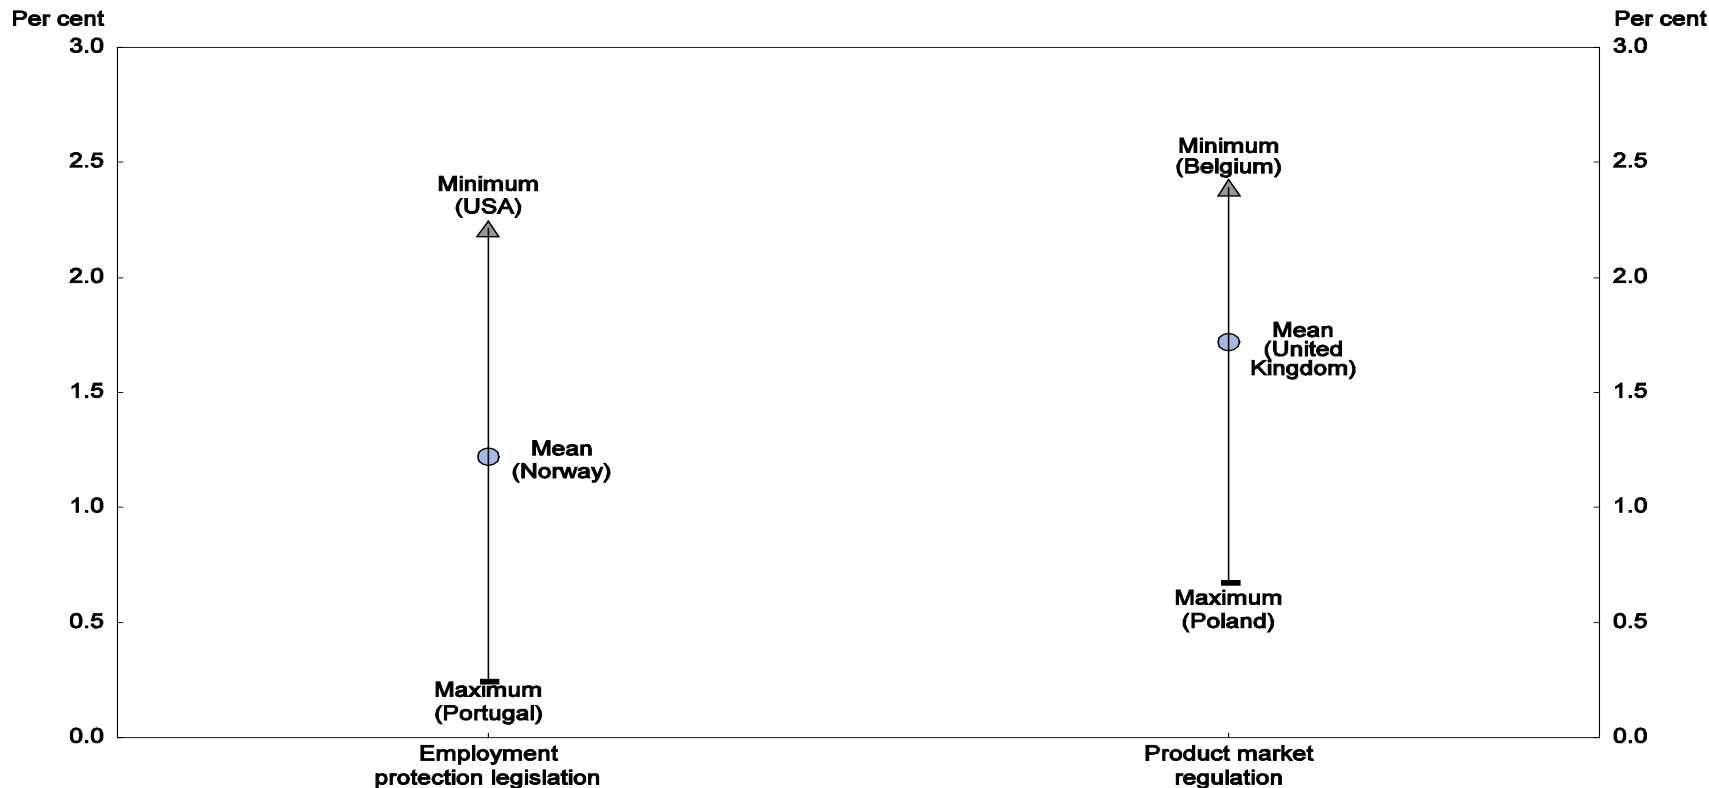 Per cent
Per cent
3.0
3.0
2.5
2.5
2.0
2.0
1.5
1.5
1.0
1.0
0.5
0.5
0.0
0.0
Minimum
(USA)
Mean
(Norway)
Maximum
(Portugal)
Minimum
(Belgium)
Mean
(United
Kingdom)
Maximum
(Poland)
Employment
protection legislation
Product market
regulation